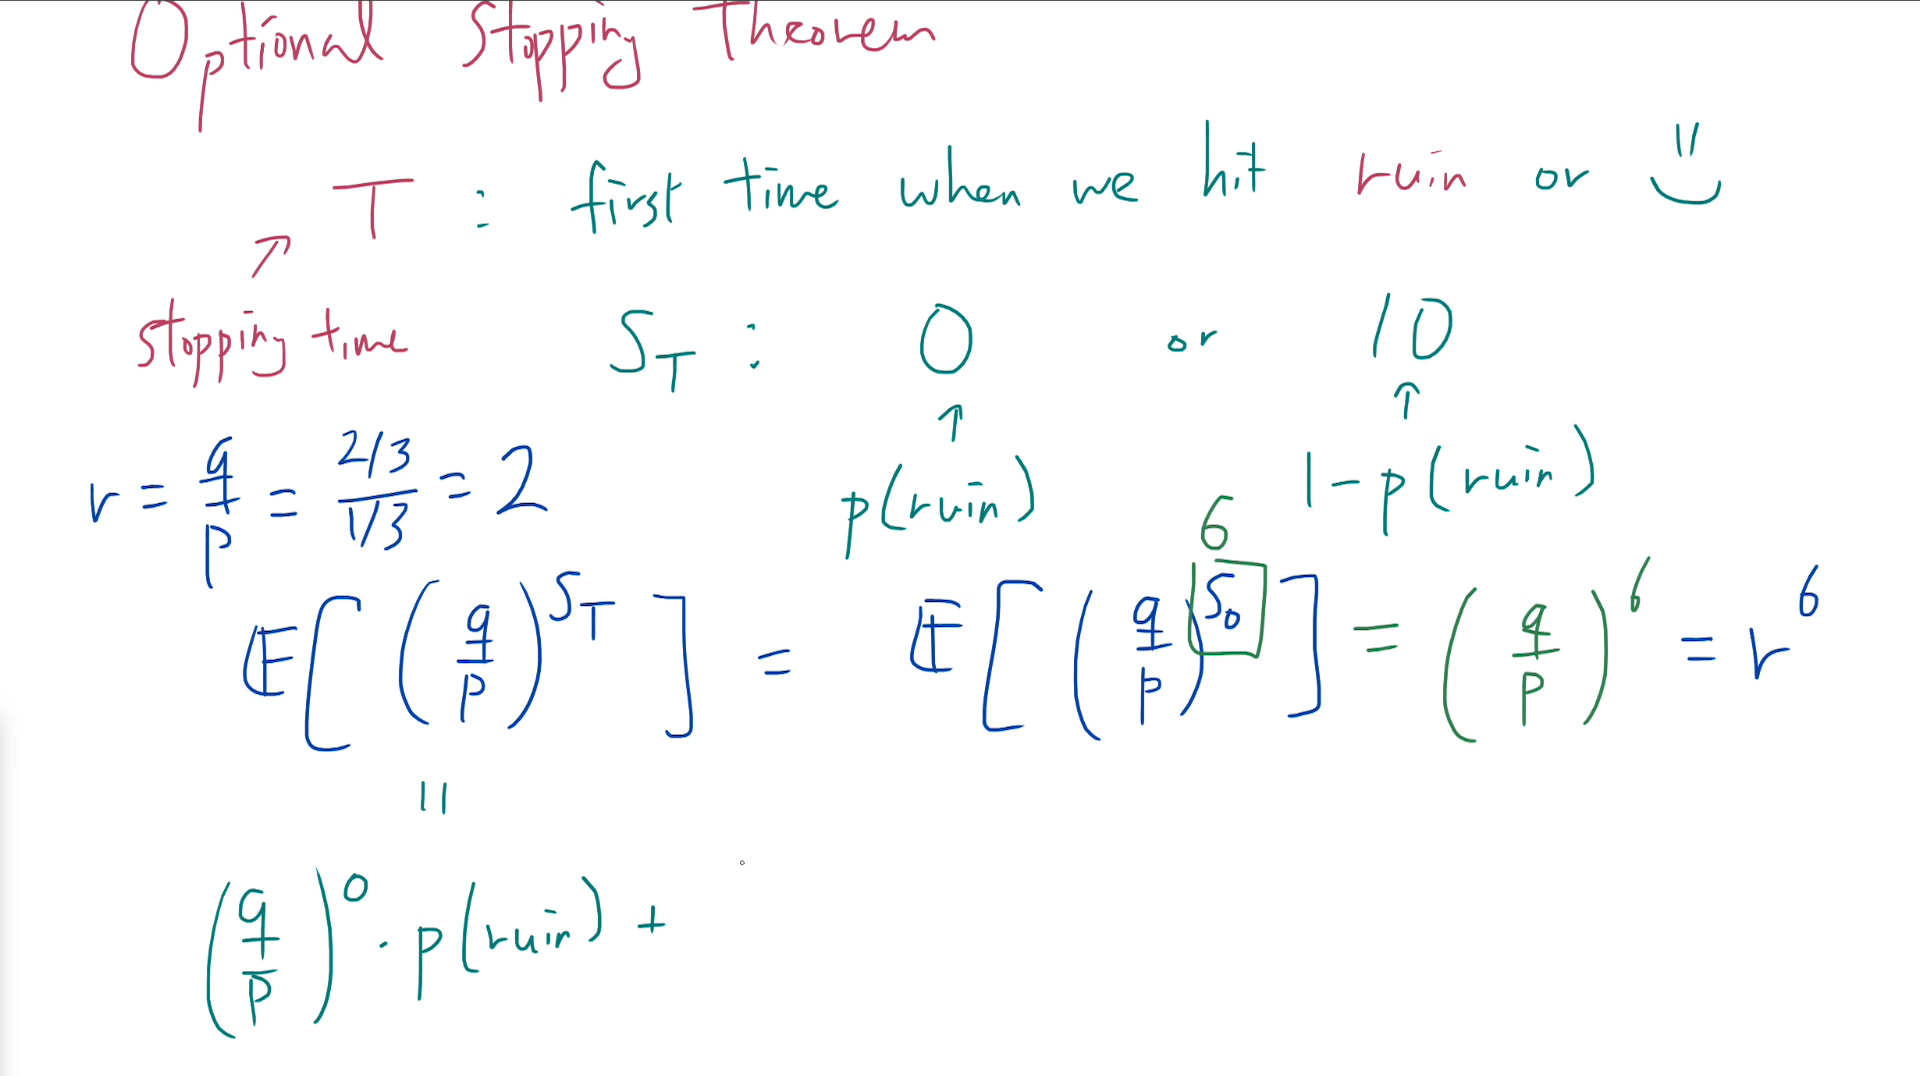 Optional Stopping Theorem
T : first time when we hit ruin or
stopping time S_T : 0 or 10
p(ruin) 1-p(ruin)
r = q/p = (2/3)/(1/3) = 2
6
E[(q/p)^{S_T}] = E[(q/p)^{S_0}] = (q/p)^6 = r^6
=
(q/p)^0 · p(ruin) +